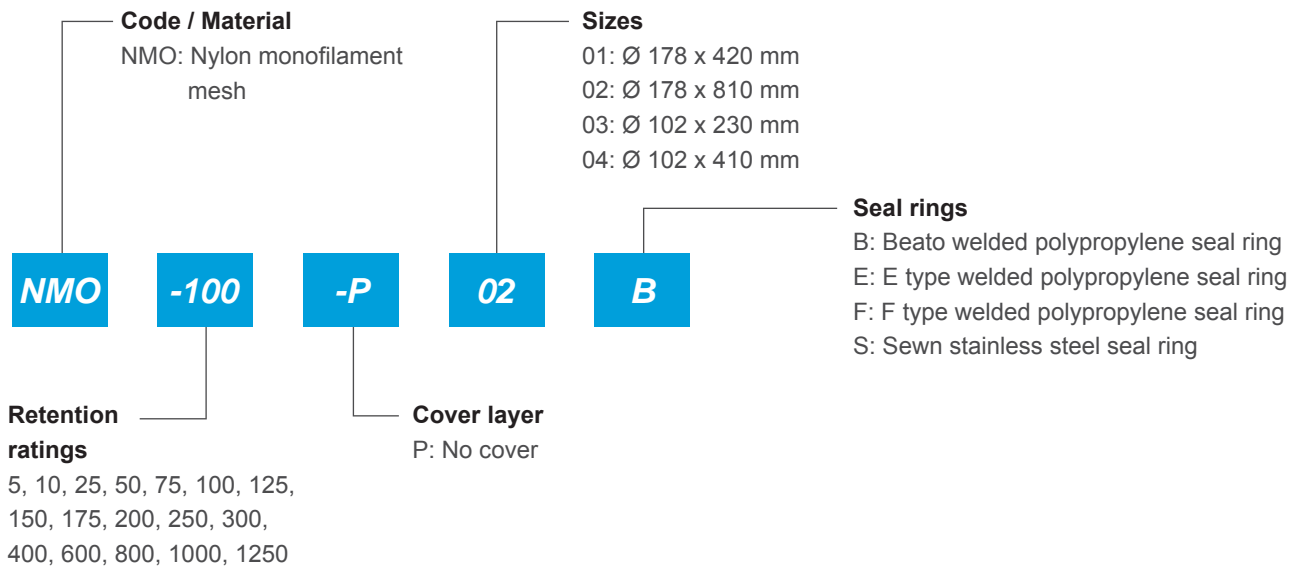 Code / Material
NMO: Nylon monofilament
mesh
Sizes
01: Ø 178 x 420 mm
02: Ø 178 x 810 mm
03: Ø 102 x 230 mm
04: Ø 102 x 410 mm
Seal rings
B: Beato welded polypropylene seal ring
E: E type welded polypropylene seal ring
F: F type welded polypropylene seal ring
S: Sewn stainless steel seal ring
NMO -100 -P 02 B
Retention
ratings
5, 10, 25, 50, 75, 100, 125,
150, 175, 200, 250, 300,
400, 600, 800, 1000, 1250
Cover layer
P: No cover